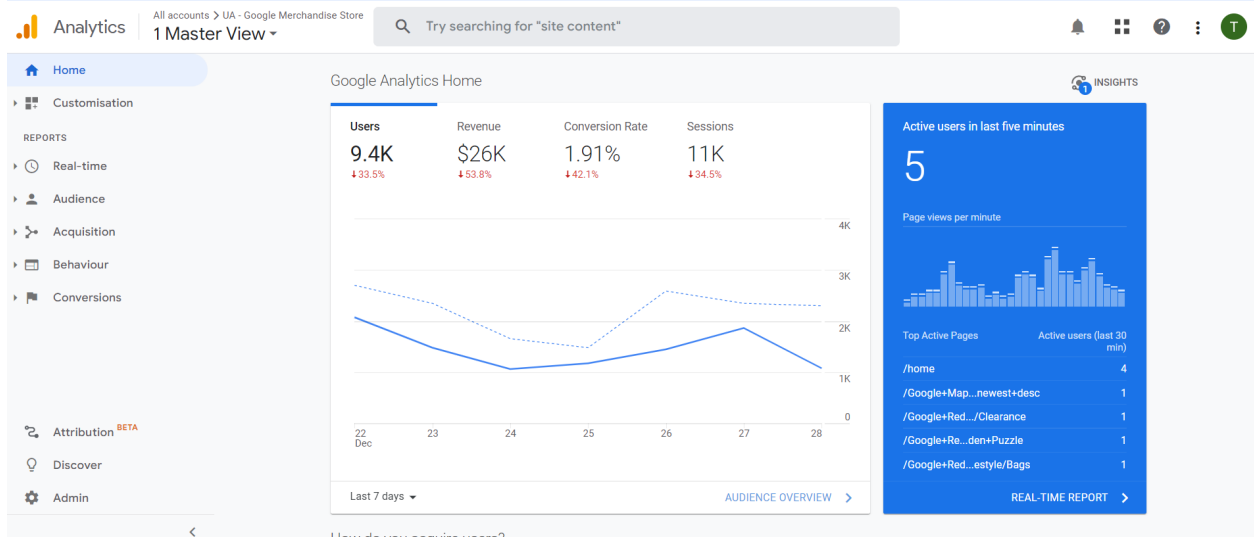 Analytics
All accounts > UA - Google Merchandise Store
1 Master View
Try searching for "site content"
T
Home
Customisation
REPORTS
Real-time
Audience
Acquisition
Behaviour
Conversions
Attribution BETA
Discover
Admin
Google Analytics Home
INSIGHTS
1
Users
9.4K
33.5%
Revenue
$26K
53.8%
Conversion Rate
1.91%
42.1%
Sessions
11K
34.5%
4K
3K
2K
1K
0
22 23 24 25 26 27 28
Dec
Last 7 days
AUDIENCE OVERVIEW
Active users in last five minutes
5
Page views per minute
Top Active Pages
Active users (last 30
min)
/home 4
/Google+Map...newest+desc 1
/Google+Red.../Clearance 1
/Google+Re...den+Puzzle 1
/Google+Red...estyle/Bags 1
REAL-TIME REPORT
How do you acquire users?